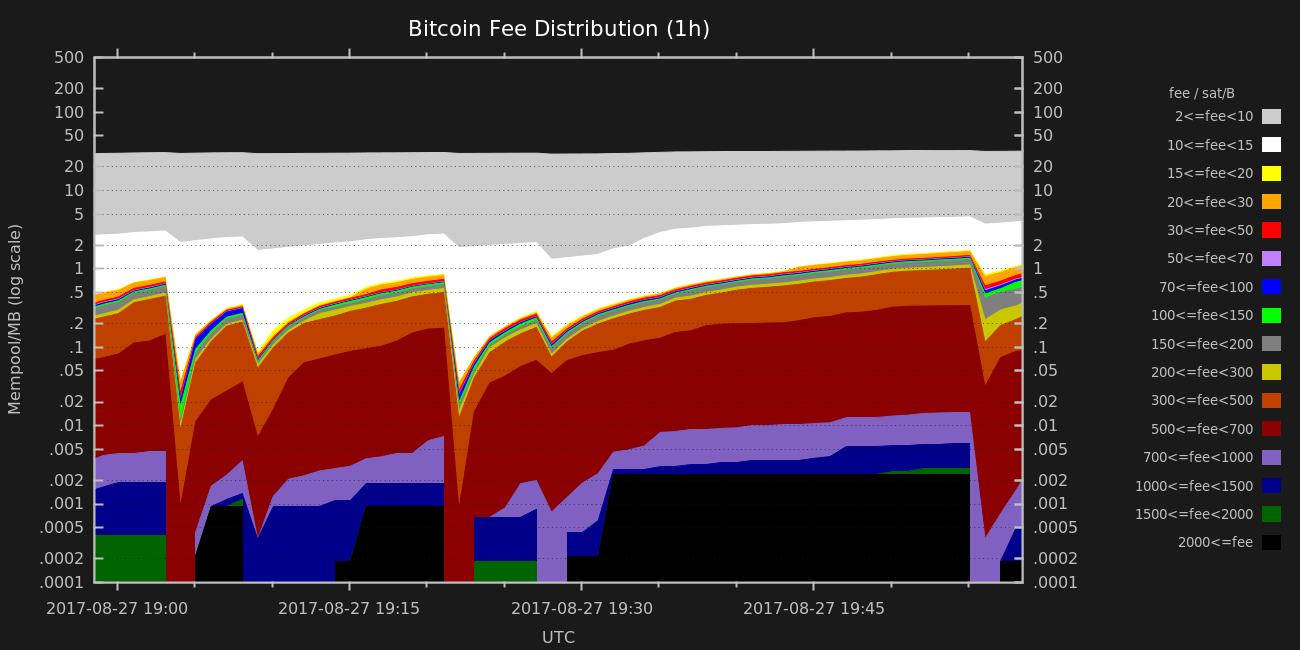 Bitcoin Fee Distribution (1h)
Mempool/MB (log scale)
500
200
100
50
20
10
5
2
1
.5
.2
.1
.05
.02
.01
.005
.002
.001
.0005
.0002
.0001
500
200
100
50
20
10
5
2
1
.5
.2
.1
.05
.02
.01
.005
.002
.001
.0005
.0002
.0001
2017-08-27 19:00 2017-08-27 19:15 2017-08-27 19:30 2017-08-27 19:45
UTC
fee / sat/B
2<=fee<10
10<=fee<15
15<=fee<20
20<=fee<30
30<=fee<50
50<=fee<70
70<=fee<100
100<=fee<150
150<=fee<200
200<=fee<300
300<=fee<500
500<=fee<700
700<=fee<1000
1000<=fee<1500
1500<=fee<2000
2000<=fee